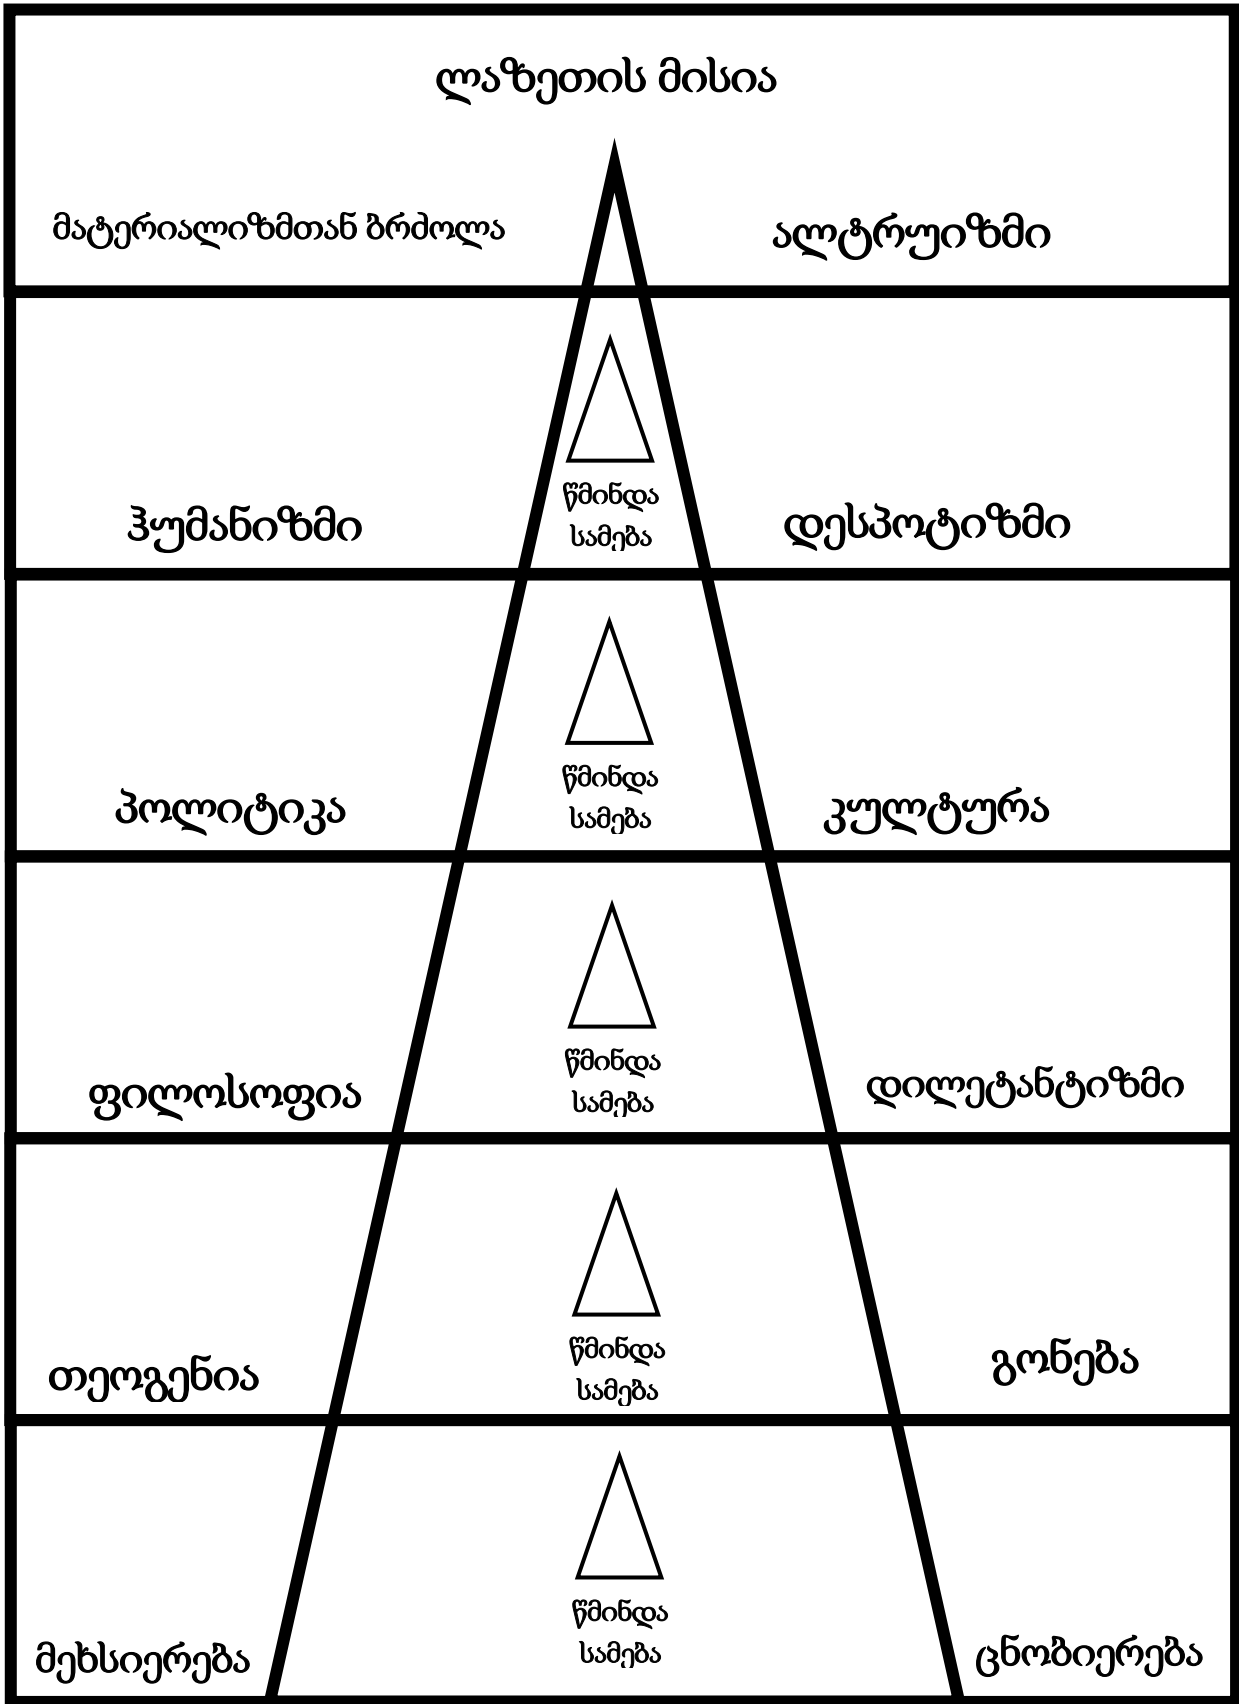 ლაზეთის მისია
მატერიალიზმთან ბრძოლა
ალტრუიზმი
წმინდა
სამება
ჰუმანიზმი
დესპოტიზმი
წმინდა
სამება
პოლიტიკა
კულტურა
წმინდა
სამება
ფილოსოფია
დილეტანტიზმი
წმინდა
სამება
თეოგენია
გონება
წმინდა
სამება
მეხსიერება
ცნობიერება